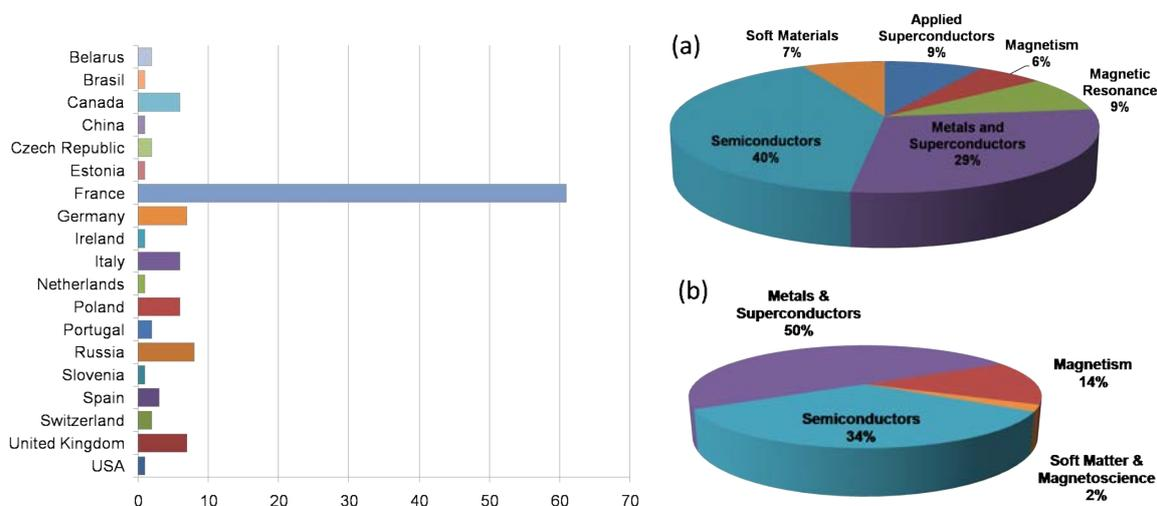 Belarus
Brasil
Canada
China
Czech Republic
Estonia
France
Germany
Ireland
Italy
Netherlands
Poland
Portugal
Russia
Slovenia
Spain
Switzerland
United Kingdom
USA
0 10 20 30 40 50 60 70
(a)
Soft Materials
7%
Applied
Superconductors
9%
Magnetism
6%
Magnetic
Resonance
9%
Metals and
Superconductors
29%
Semiconductors
40%
(b)
Metals &
Superconductors
50%
Magnetism
14%
Semiconductors
34%
Soft Matter &
Magnetoscience
2%